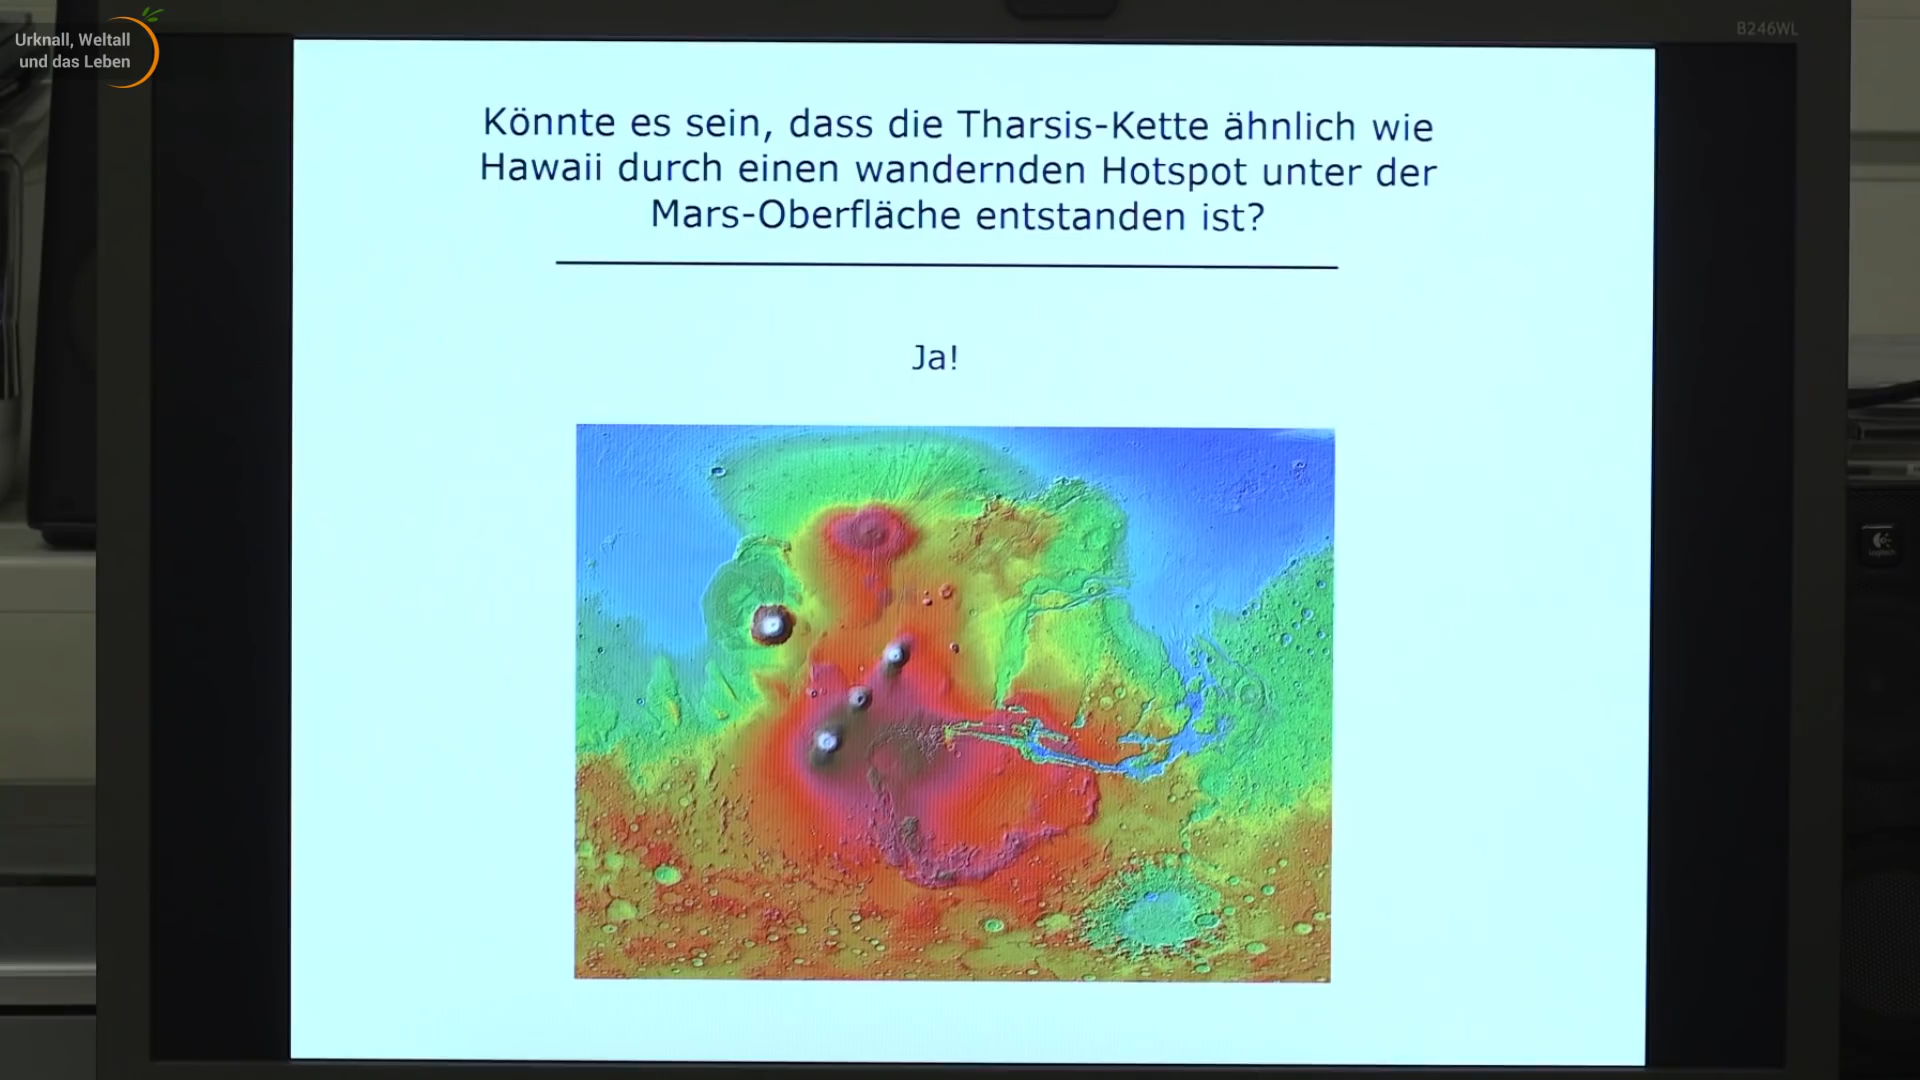 Urknall, Weltall
und das Leben
B246WL
Könnte es sein, dass die Tharsis-Kette ähnlich wie
Hawaii durch einen wandernden Hotspot unter der
Mars-Oberfläche entstanden ist?
Ja!
Logitech